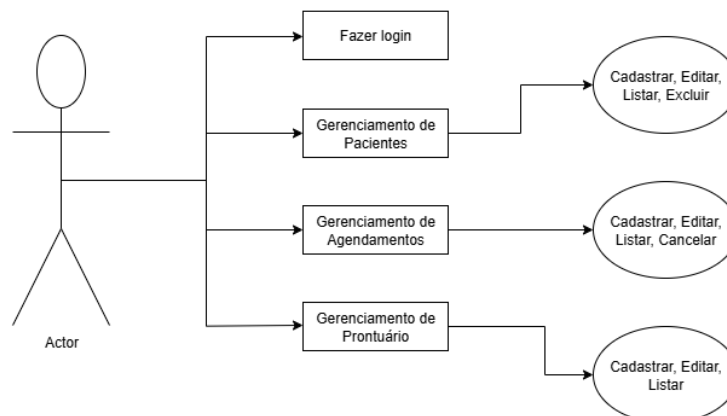 Fazer login
Cadastrar, Editar,
Listar, Excluir
Gerenciamento de
Pacientes
Gerenciamento de
Agendamentos
Cadastrar, Editar,
Listar, Cancelar
Gerenciamento de
Prontuário
Actor
Cadastrar, Editar,
Listar